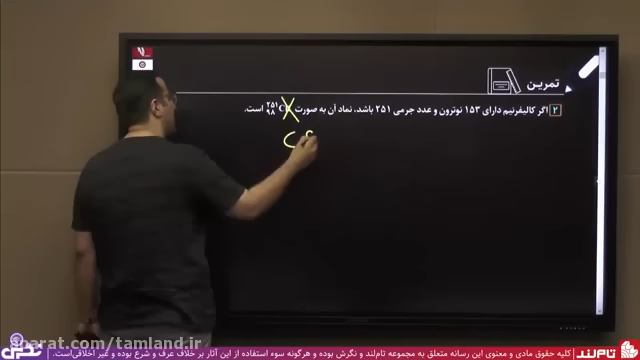 تمرین
۲ اگر کالیفرنیم دارای ۱۵۳ نوترون و عدد جرمی ۲۵۱ باشد، نماد آن به صورت ²⁵¹₉₈C است.
C
aparat.com/tamland.ir
کلیه حقوق مادی و معنوی این رسانه متعلق به مجموعه تام‌لند و نگرش بوده و هرگونه سوء استفاده از این آثار بر خلاف عرف و شرع بوده و غیر اخلاقی‌است.
تام‌لند
نگرش